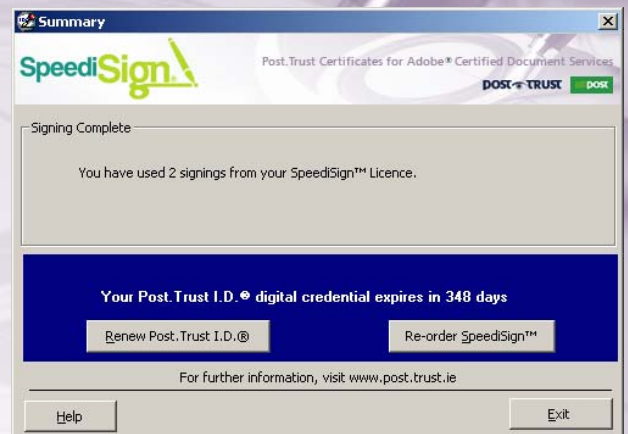 Summary
SpeediSign
Post.Trust Certificates for Adobe® Certified Document Services
POST TRUST post
Signing Complete
You have used 2 signings from your SpeediSign™ Licence.
Your Post.Trust I.D.® digital credential expires in 348 days
Renew Post.Trust I.D.® Re-order SpeediSign™
For further information, visit www.post.trust.ie
Help Exit